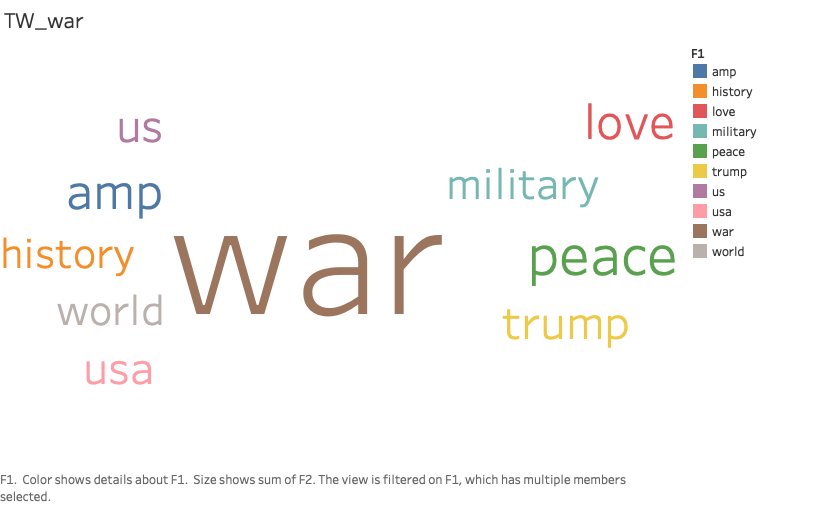 TW_war
us
amp
history
world
usa
war
love
military
peace
trump
F1
amp
history
love
military
peace
trump
us
usa
war
world
F1.  Color shows details about F1.  Size shows sum of F2. The view is filtered on F1, which has multiple members
selected.